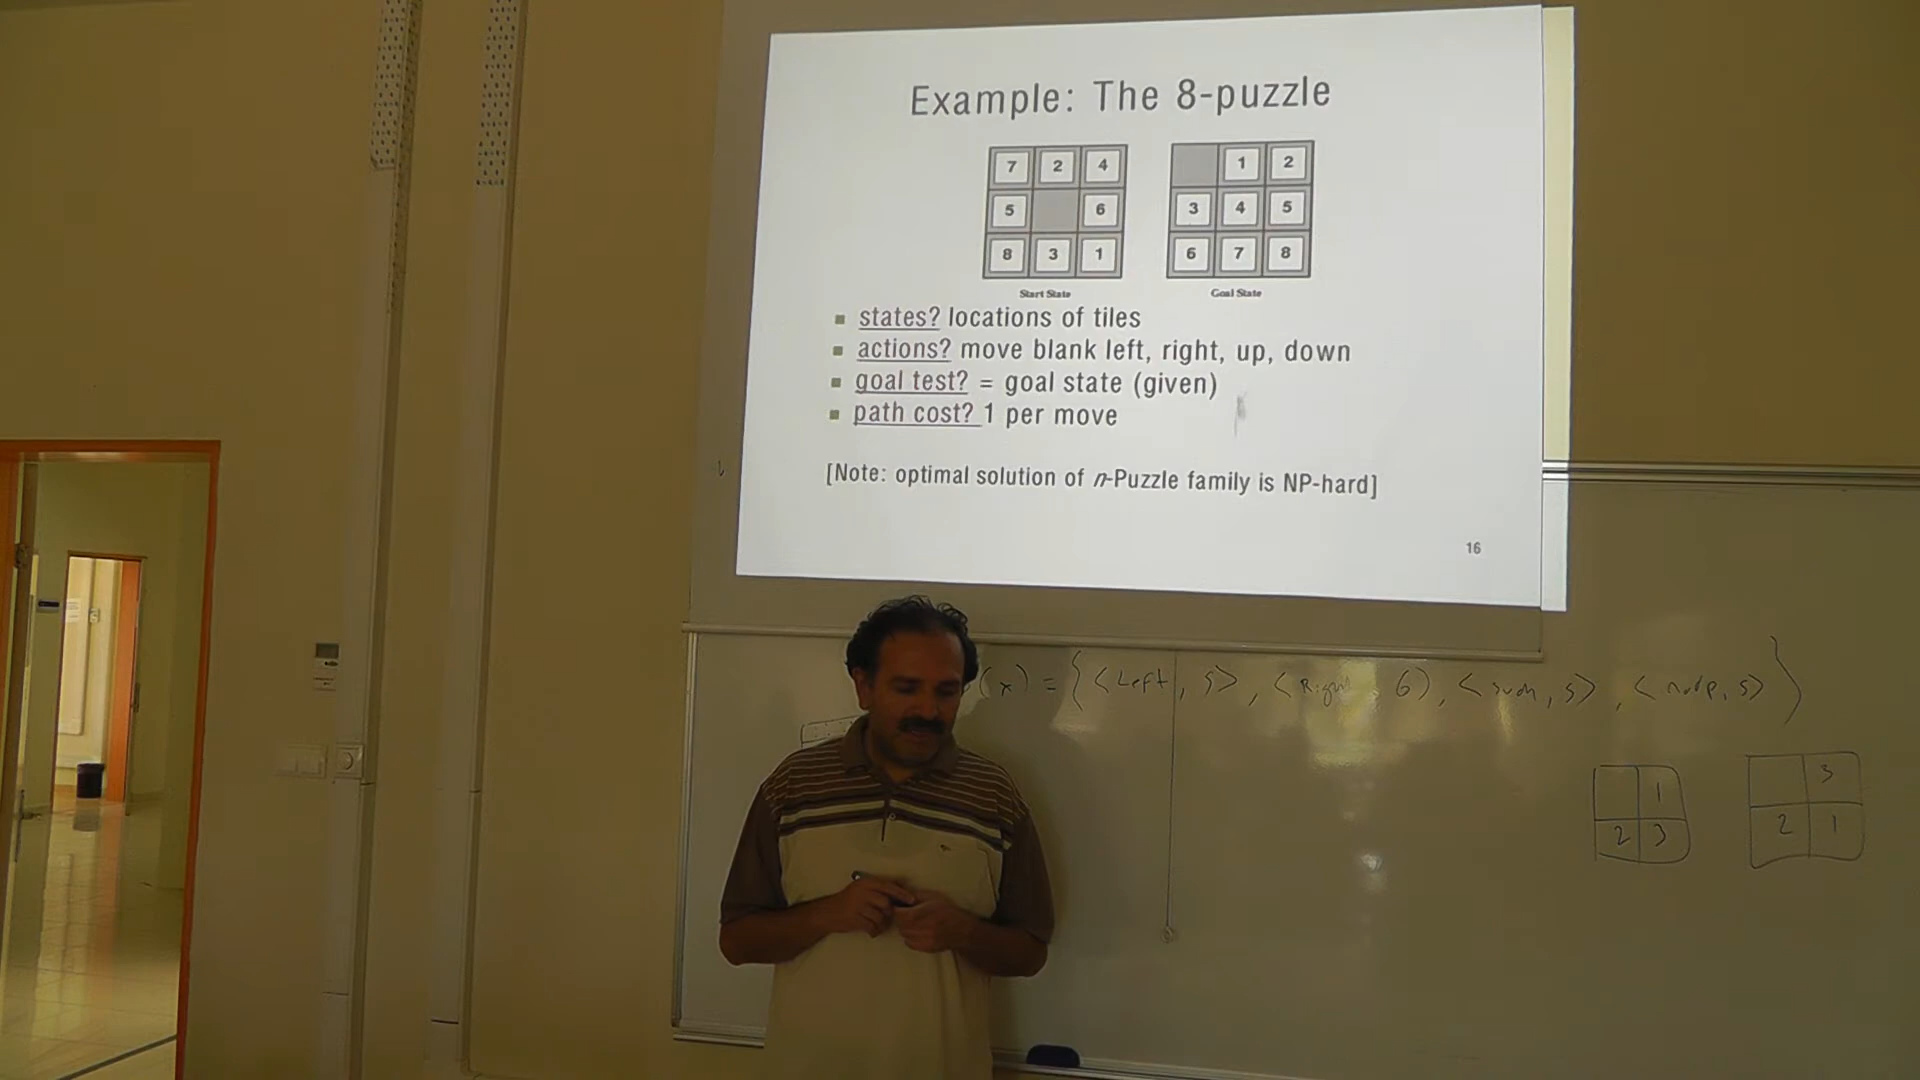 Example: The 8-puzzle
7 2 4
5 6
8 3 1
Start State
1 2
3 4 5
6 7 8
Goal State
states? locations of tiles
actions? move blank left, right, up, down
goal test? = goal state (given)
path cost? 1 per move
[Note: optimal solution of n-Puzzle family is NP-hard]
16
(x) = {<Left, S>, <Right, 6), < , S>, < , S>}
1
2 3
3
2 1